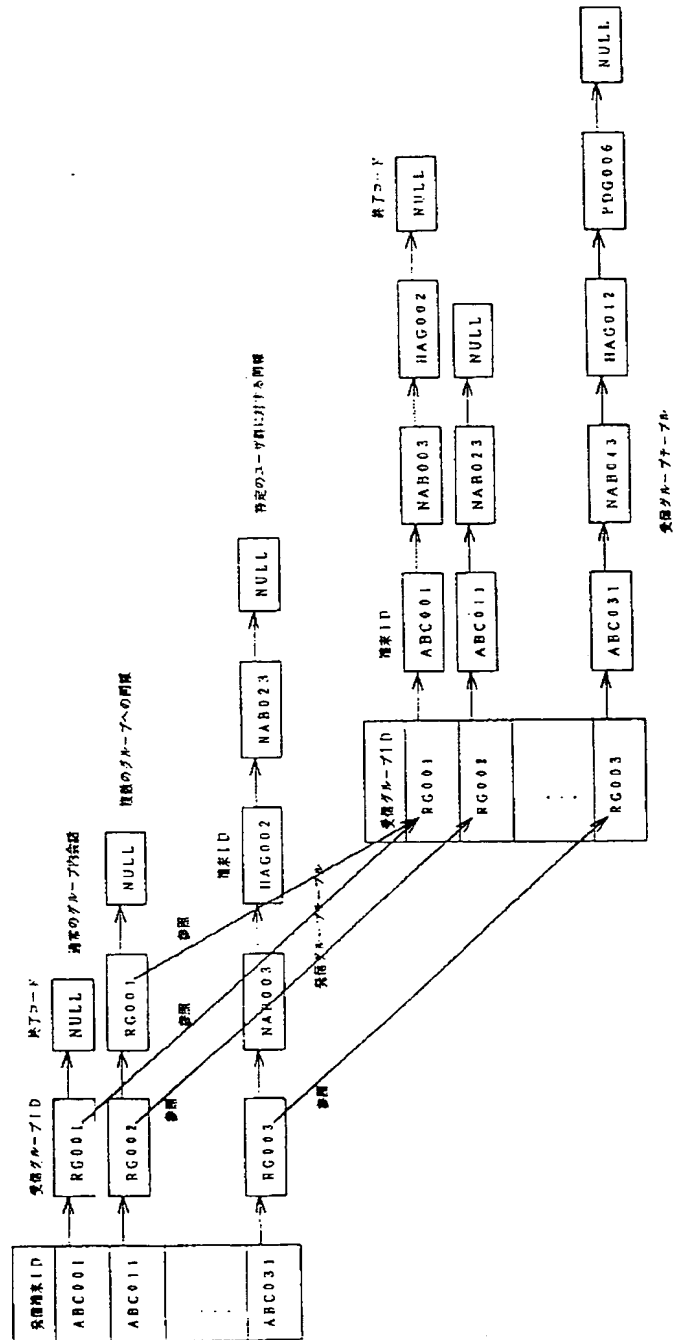 発信端末ID
受信グループID
終了コード
ABC001
RG001
NULL
通常のグループ内会話
ABC011
RG002
RG001
NULL
複数のグループへの同報
参照
参照
参照
端末ID
ABC031
RG003
NAB003
HAG002
NAB023
NULL
特定のユーザ群に対する同報
参照
発信グループテーブル
受信グループID
端末ID
終了コード
RG001
ABC001
NAB003
HAG002
NULL
RG002
ABC011
NAB023
NULL
RG003
ABC031
NAB043
HAG012
PDG006
NULL
受信グループテーブル